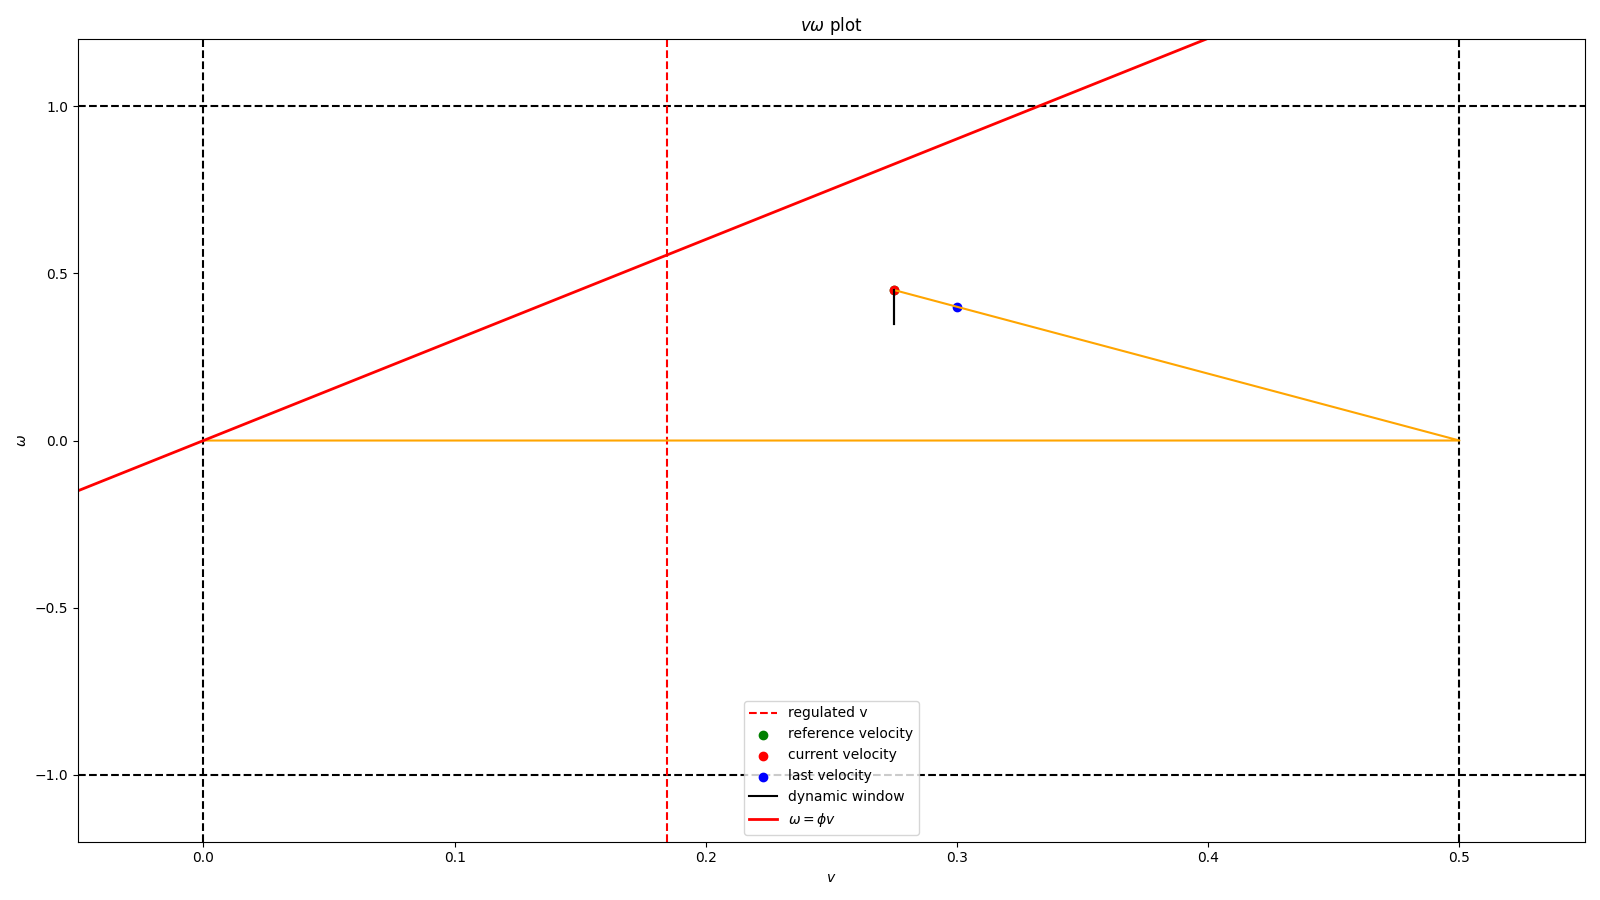 vω plot
1.0
0.5
0.0
−0.5
−1.0
ω
regulated v
reference velocity
current velocity
last velocity
dynamic window
ω = ϕv
0.0 0.1 0.2 0.3 0.4 0.5
v